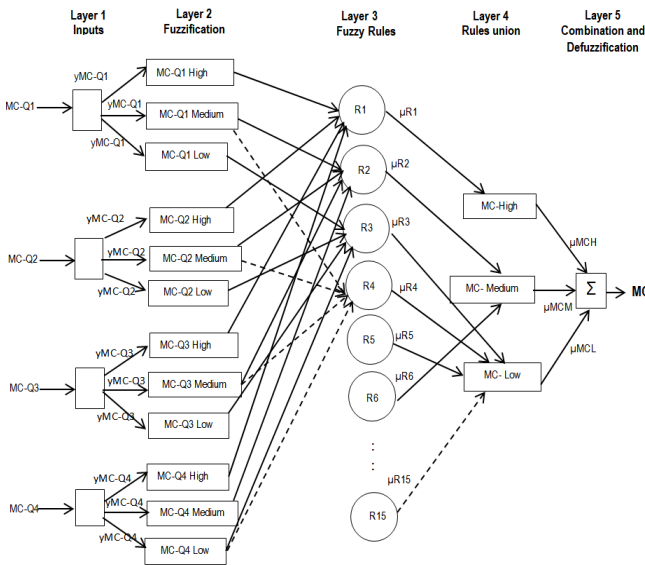 Layer 1
Inputs
Layer 2
Fuzzification
Layer 3
Fuzzy Rules
Layer 4
Rules union
Layer 5
Combination and
Defuzzification
MC-Q1
yMC-Q1
yMC-Q1
yMC-Q1
MC-Q1 High
MC-Q1 Medium
MC-Q1 Low
MC-Q2
yMC-Q2
yMC-Q2
yMC-Q2
MC-Q2 High
MC-Q2 Medium
MC-Q2 Low
MC-Q3
yMC-Q3
yMC-Q3
yMC-Q3
MC-Q3 High
MC-Q3 Medium
MC-Q3 Low
MC-Q4
yMC-Q4
yMC-Q4
yMC-Q4
MC-Q4 High
MC-Q4 Medium
MC-Q4 Low
R1
R2
R3
R4
R5
R6
:
:
R15
µR1
µR2
µR3
µR4
µR5
µR6
µR15
MC-High
MC- Medium
MC- Low
µMCH
µMCM
µMCL
Σ
MC